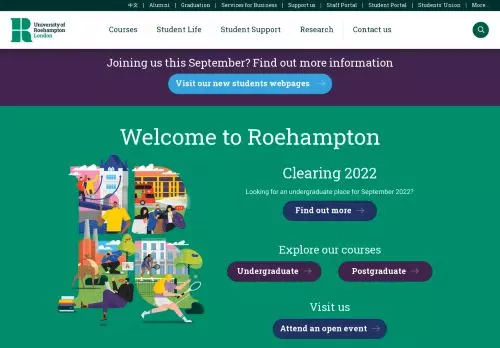 中文 | Alumni | Graduation | Services for Business | Support us | Staff Portal | Student Portal | Students' Union | More
University of
Roehampton
London
Courses Student Life Student Support Research Contact us
Joining us this September? Find out more information
Visit our new students webpages →
Welcome to Roehampton
Clearing 2022
Looking for an undergraduate place for September 2022?
Find out more →
Explore our courses
Undergraduate → Postgraduate →
Visit us
Attend an open event →